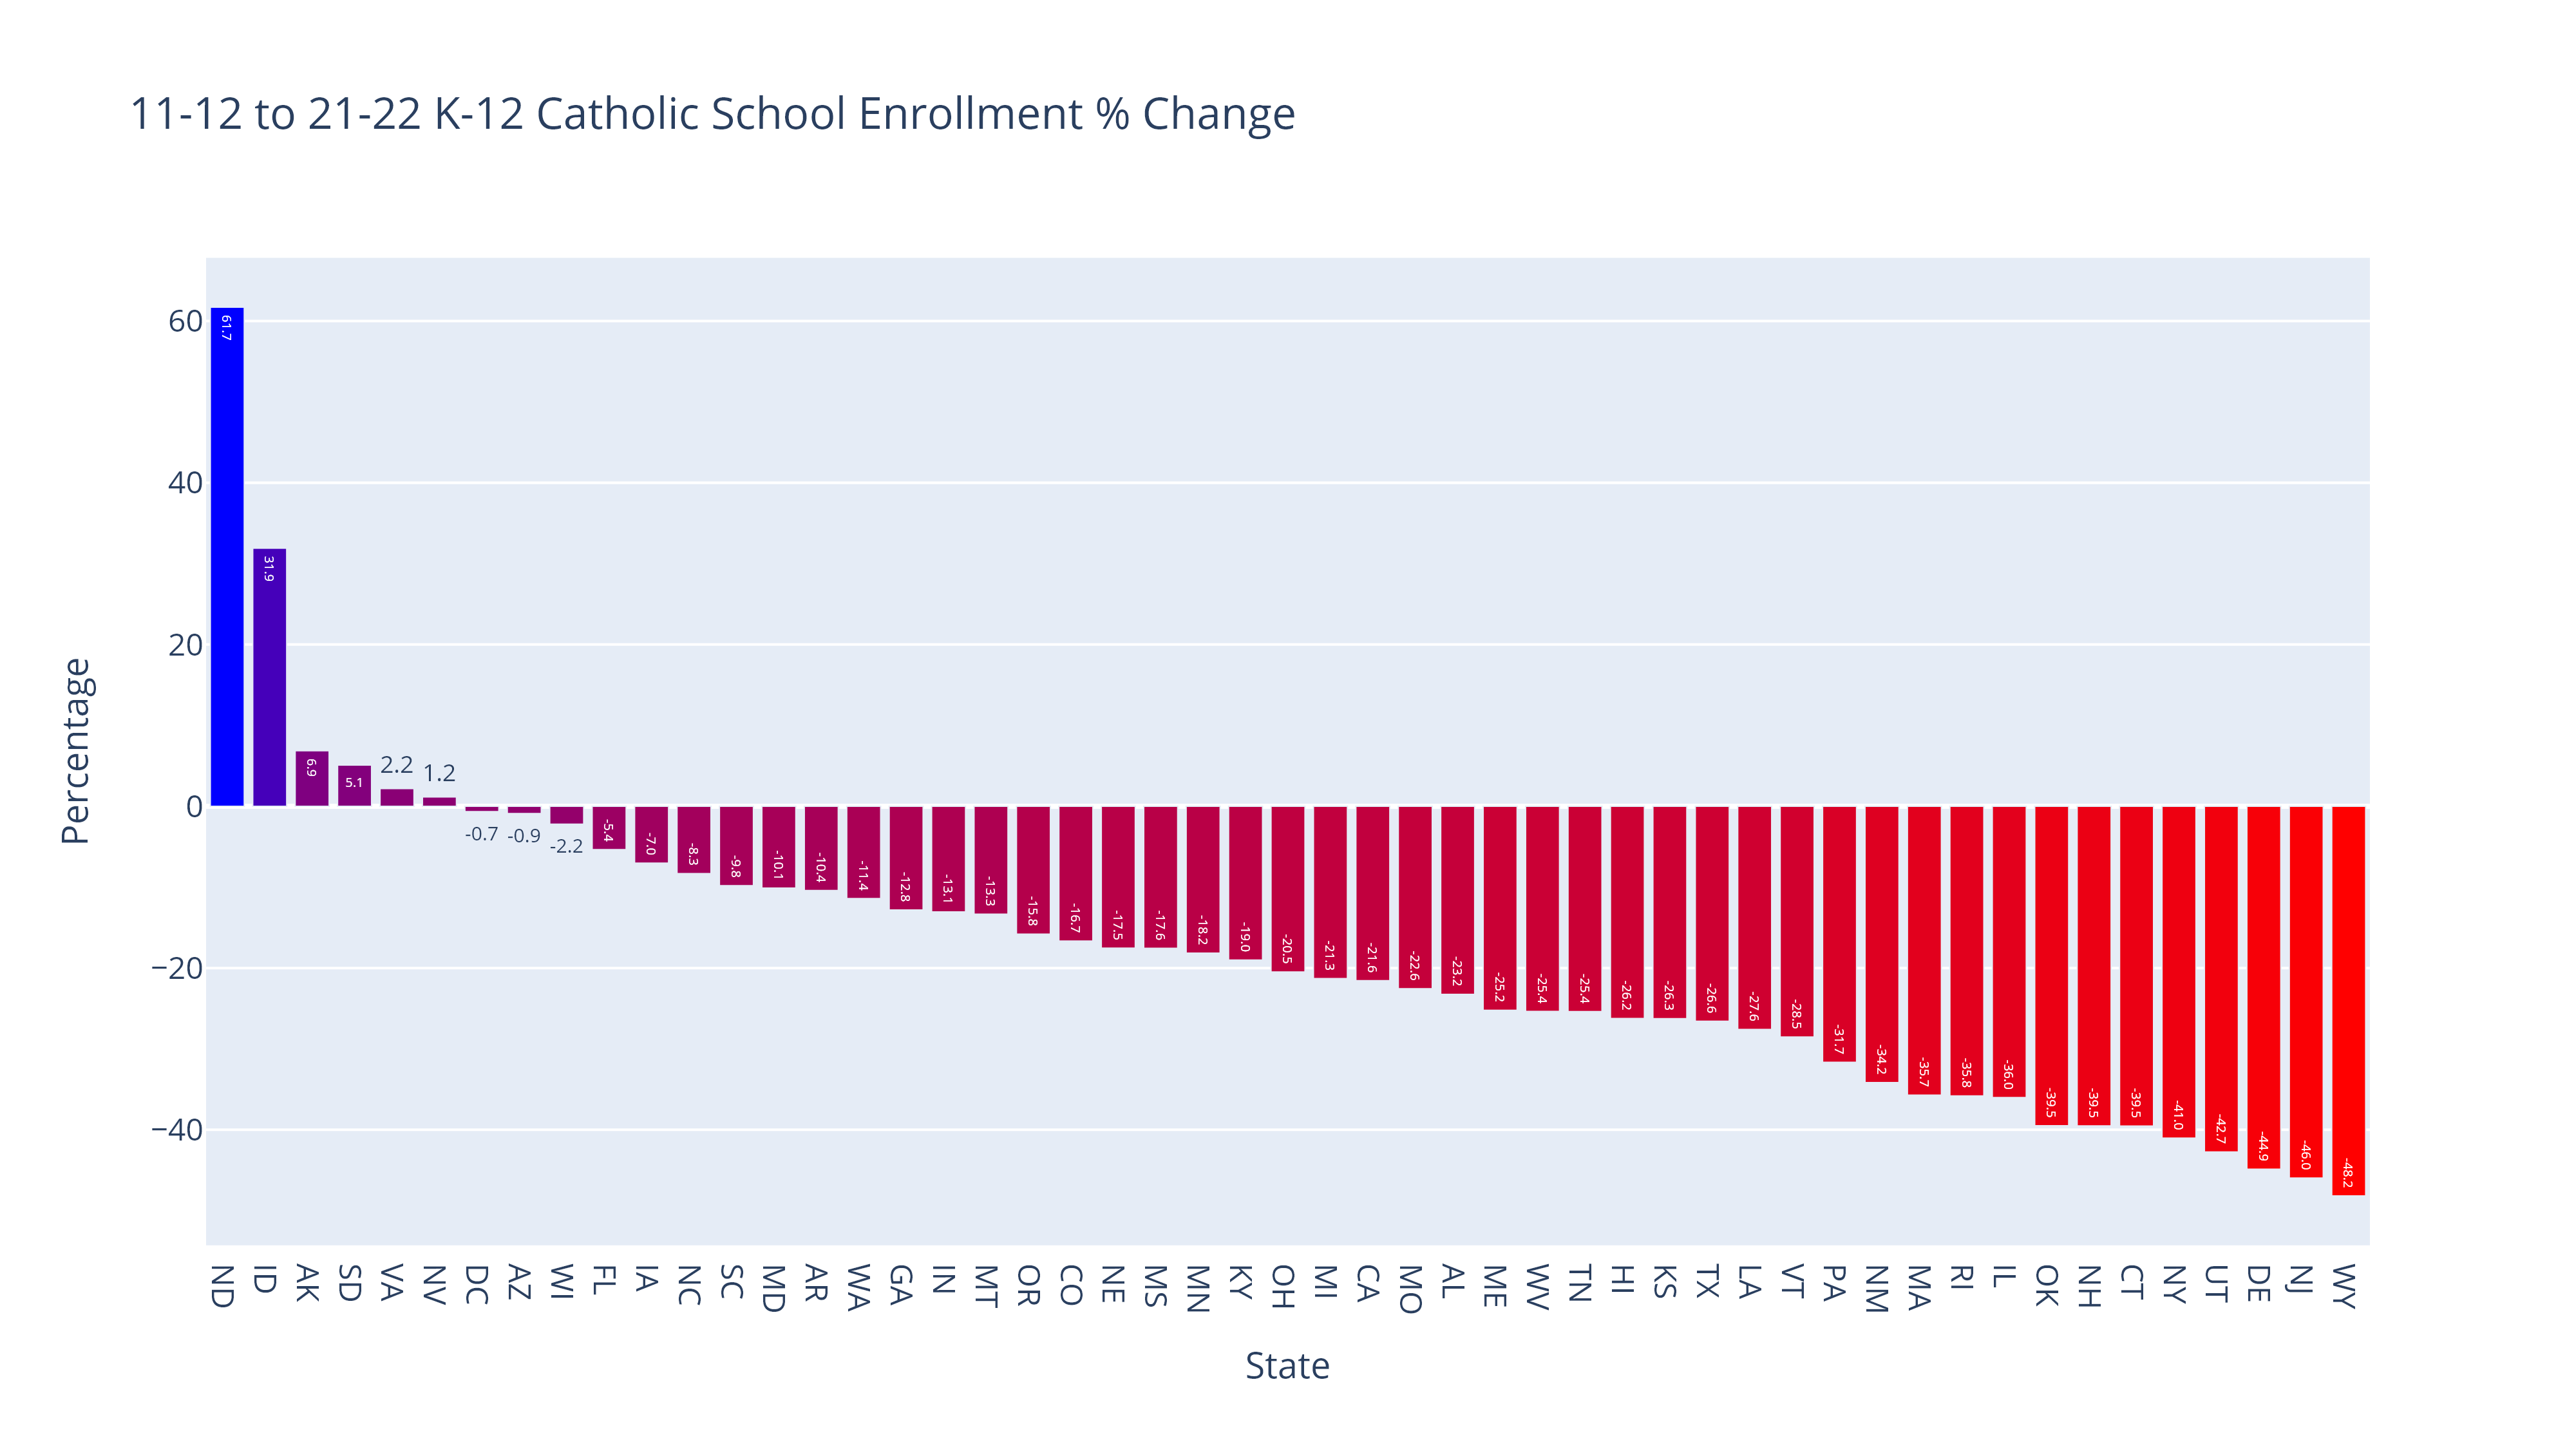 11-12 to 21-22 K-12 Catholic School Enrollment % Change
Percentage
60
40
20
0
−20
−40
61.7
31.9
6.9
5.1
2.2
1.2
-0.7
-0.9
-2.2
-5.4
-7.0
-8.3
-9.8
-10.1
-10.4
-11.4
-12.8
-13.1
-13.3
-15.8
-16.7
-17.5
-17.6
-18.2
-19.0
-20.5
-21.3
-21.6
-22.6
-23.2
-25.2
-25.4
-25.4
-26.2
-26.3
-26.6
-27.6
-28.5
-31.7
-34.2
-35.7
-35.8
-36.0
-39.5
-39.5
-39.5
-41.0
-42.7
-44.9
-46.0
-48.2
ND
ID
AK
SD
VA
NV
DC
AZ
WI
FL
IA
NC
SC
MD
AR
WA
GA
IN
MT
OR
CO
NE
MS
MN
KY
OH
MI
CA
MO
AL
ME
WV
TN
HI
KS
TX
LA
VT
PA
NM
MA
RI
IL
OK
NH
CT
NY
UT
DE
NJ
WY
State